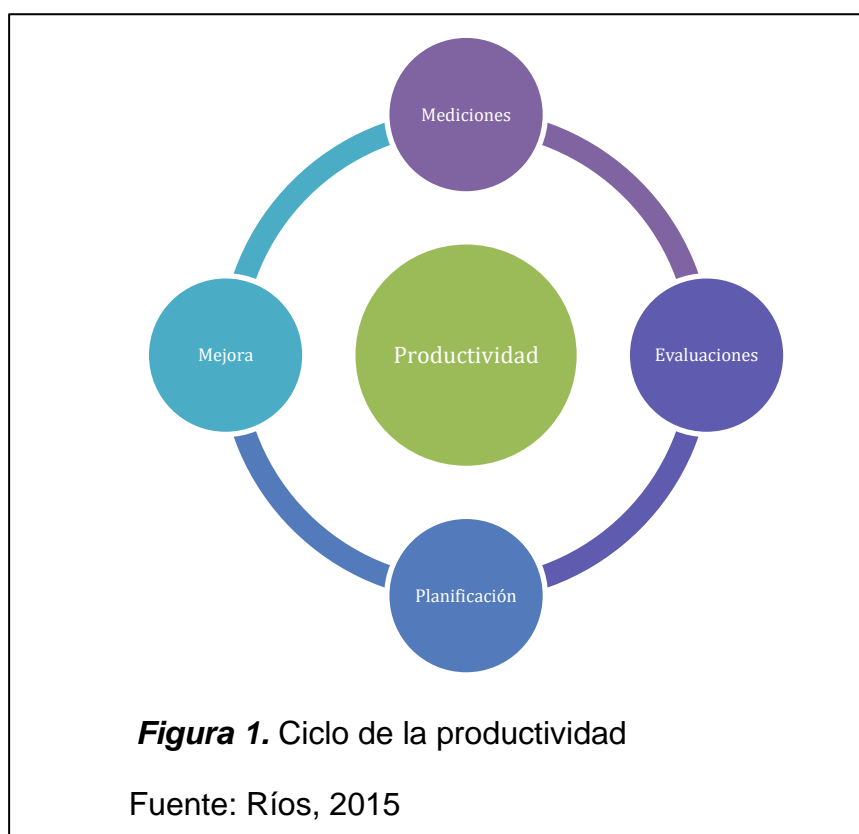 Mediciones
Mejora
Productividad
Evaluaciones
Planificación
Figura 1. Ciclo de la productividad
Fuente: Ríos, 2015